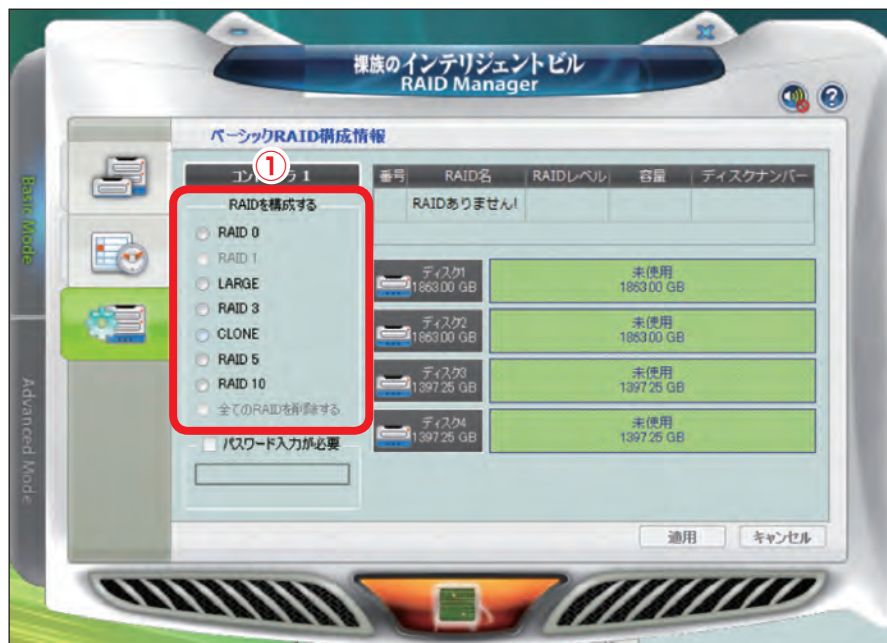 裸族のインテリジェントビル
RAID Manager
ベーシックRAID構成情報
Basic Mode
Advanced Mode
①
1
RAIDを構成する
RAID 0
RAID 1
LARGE
RAID 3
CLONE
RAID 5
RAID 10
全てのRAIDを削除する
パスワード入力が必要
番号 RAID名 RAIDレベル 容量 ディスクナンバー
RAIDありません!
ディスク1
1863.00 GB
未使用
1863.00 GB
ディスク2
1863.00 GB
未使用
1863.00 GB
ディスク3
1397.25 GB
未使用
1397.25 GB
ディスク4
1397.25 GB
未使用
1397.25 GB
適用 キャンセル